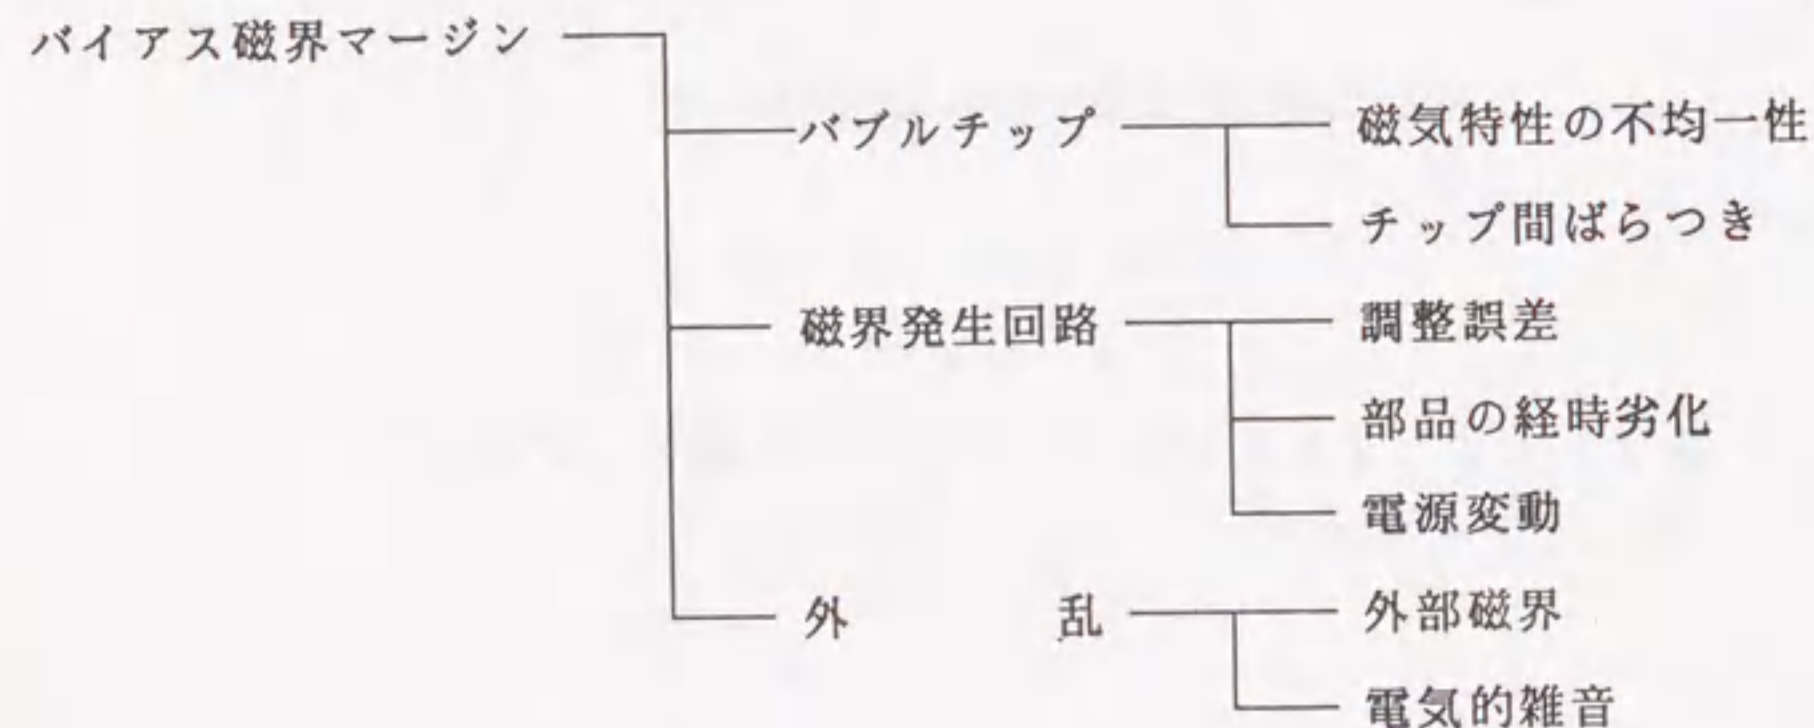 バイアス磁界マージン
バブルチップ
磁気特性の不均一性
チップ間ばらつき
磁界発生回路
調整誤差
部品の経時劣化
電源変動
外 乱
外部磁界
電気的雑音